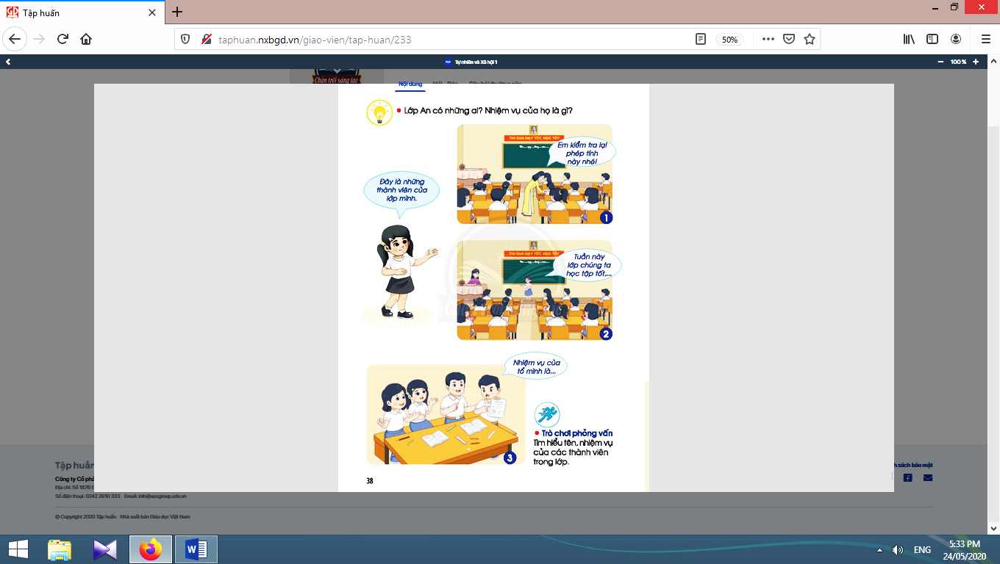 Tập huấn
taphuan.nxbgd.vn/giao-vien/tap-huan/233
50%
PDF Tự nhiên và Xã hội 1
100 %
Chân trời sáng tạo
Nội dung
Lớp An có những ai? Nhiệm vụ của họ là gì?
THI ĐUA DẠY TỐT, HỌC TỐT
Em kiểm tra lại
phép tính
này nhé!
1
Đây là những
thành viên của
lớp mình.
THI ĐUA DẠY TỐT, HỌC TỐT
Tuần này
lớp chúng ta
học tập tốt,...
2
Nhiệm vụ của
tổ mình là...
3
Trò chơi phỏng vấn
Tìm hiểu tên, nhiệm vụ
của các thành viên
trong lớp.
38
Tập huấn
Công ty Cổ phầ
Địa chỉ: Số 187B G
Số điện thoại: 0242 2610 333 - Email: info@aesgroup.edu.vn
h sách bảo mật
© Copyright 2020 Tập huấn - Nhà xuất bản Giáo dục Việt Nam
ENG
5:33 PM
24/05/2020